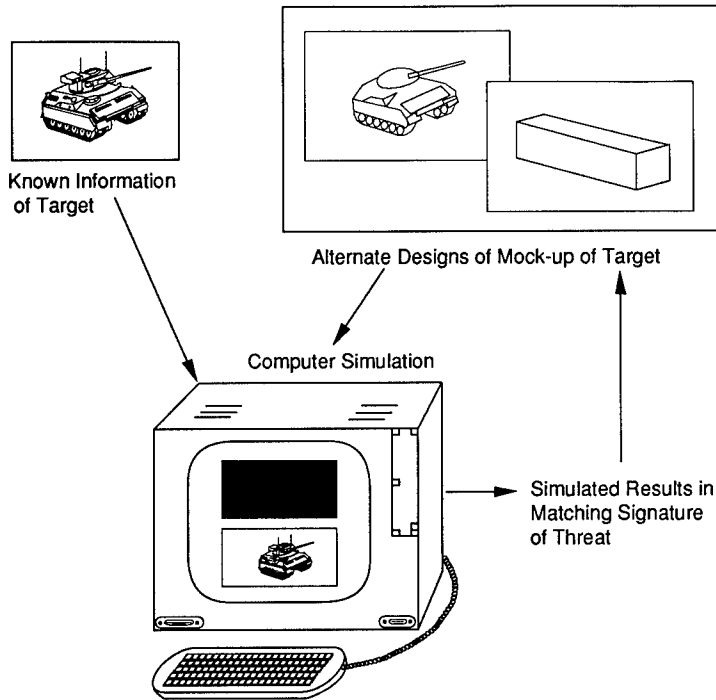 Known Information
of Target
Alternate Designs of Mock-up of Target
Computer Simulation
Simulated Results in
Matching Signature
of Threat